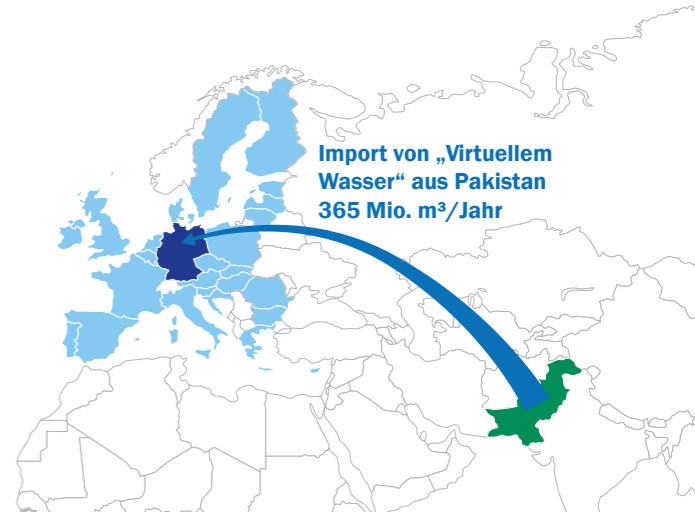 Import von „Virtuellem
Wasser“ aus Pakistan
365 Mio. m³/Jahr